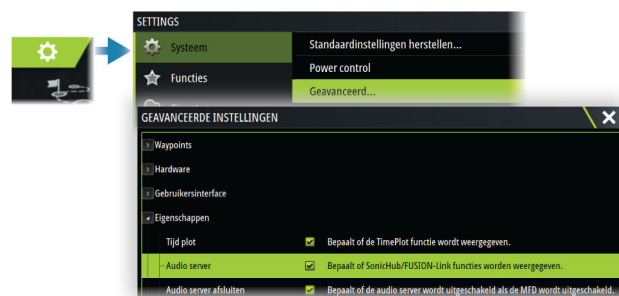 SETTINGS
Systeem
Functies
Standaardinstellingen herstellen...
Power control
Geavanceerd...
GEAVANCEERDE INSTELLINGEN
Waypoints
Hardware
Gebruikersinterface
Eigenschappen
Tijd plot Bepaalt of de TimePlot functie wordt weergegeven.
Audio server Bepaalt of SonicHub/FUSION-Link functies worden weergegeven.
Audio server afsluiten Bepaalt of de audio server wordt uitgeschakeld als de MFD wordt uitgeschakeld.